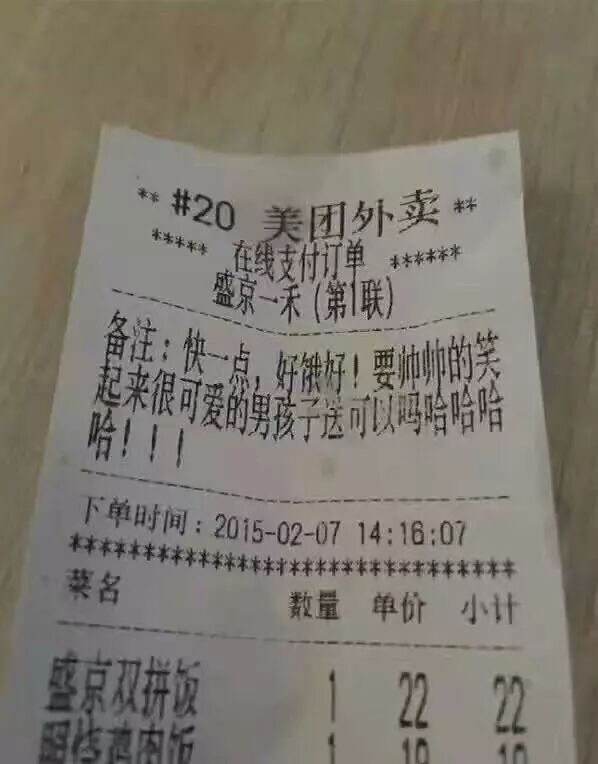 ** #20 美团外卖 **
***** 在线支付订单 ******
盛京一禾(第1联)
备注:快一点,好饿好!要帅帅的笑
起来很可爱的男孩子送可以吗哈哈哈
哈!!!
下单时间:2015-02-07 14:16:07
*********************************
菜名 数量 单价 小计
盛京双拼饭 1 22 22